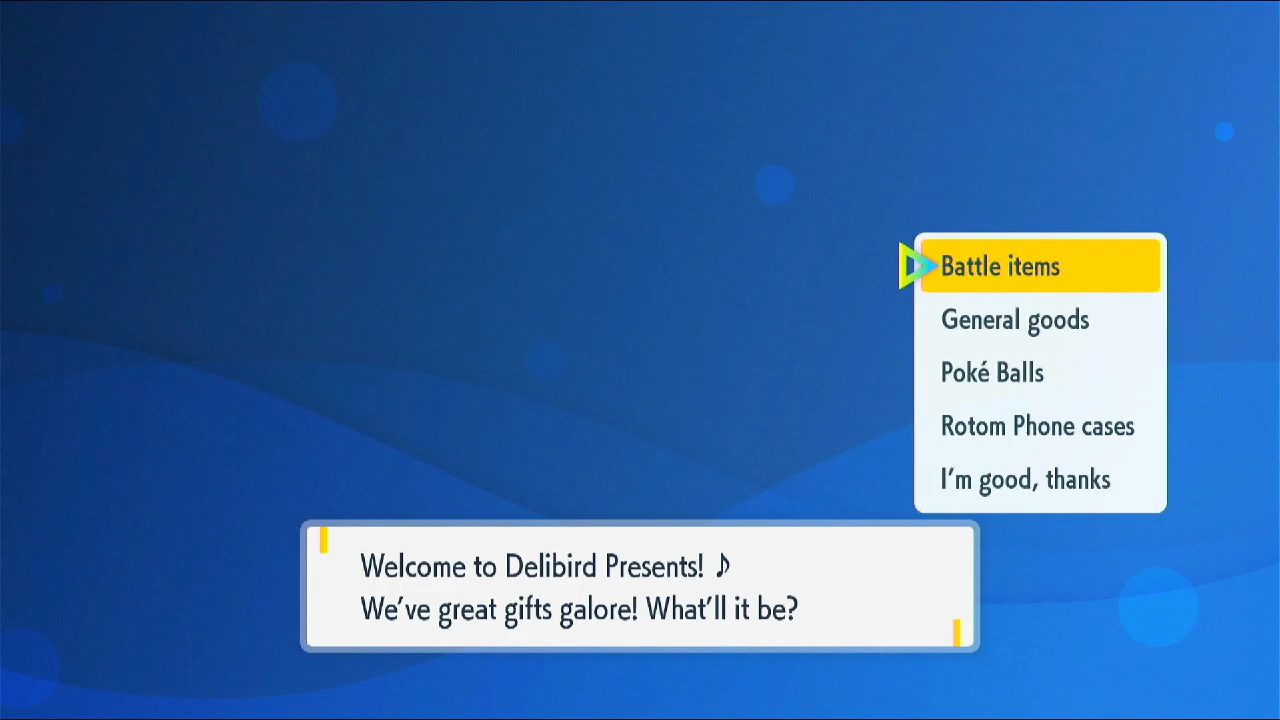 Battle items
General goods
Poké Balls
Rotom Phone cases
I'm good, thanks
Welcome to Delibird Presents! ♪
We've great gifts galore! What'll it be?